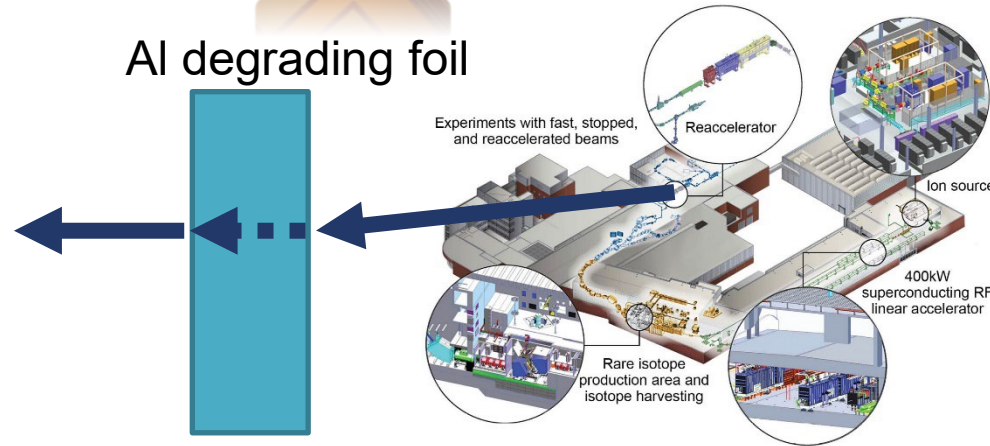 Al degrading foil
Experiments with fast, stopped,
and reaccelerated beams
Reaccelerator
Ion source
400kW
superconducting RF
linear accelerator
Rare isotope
production area and
isotope harvesting